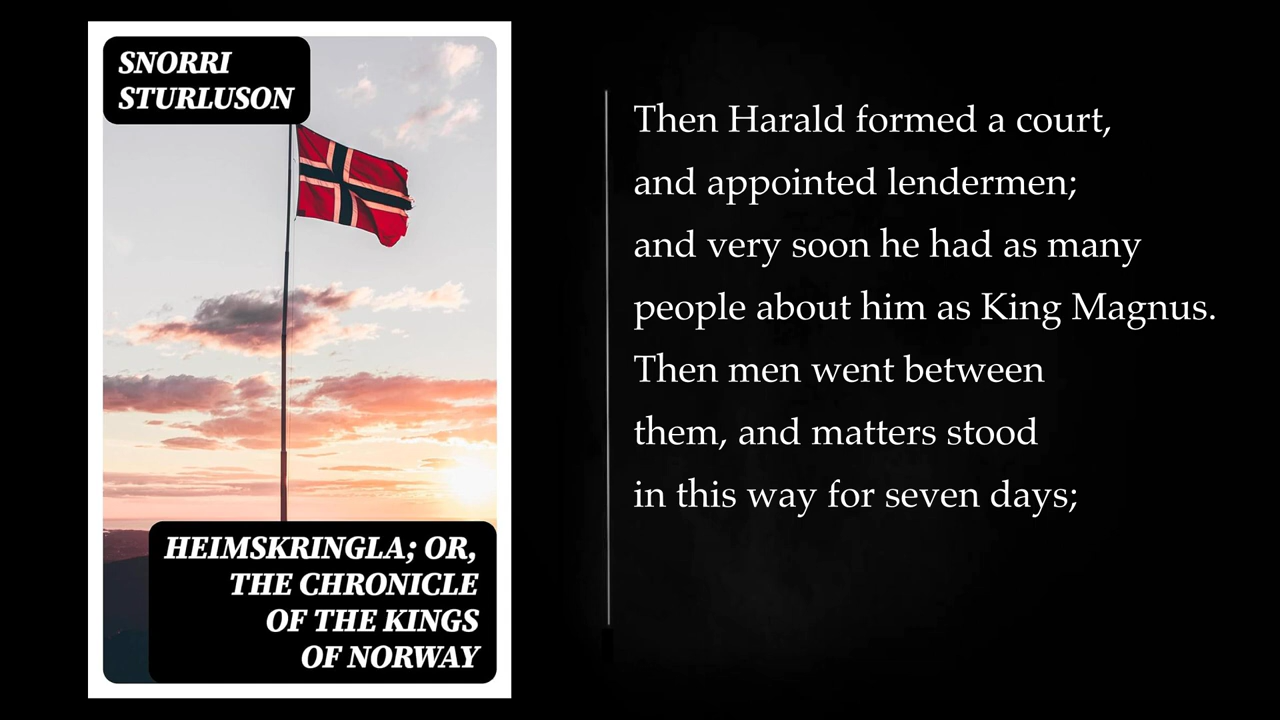 SNORRI
STURLUSON
HEIMSKRINGLA; OR,
THE CHRONICLE
OF THE KINGS
OF NORWAY
Then Harald formed a court,
and appointed lendermen;
and very soon he had as many
people about him as King Magnus.
Then men went between
them, and matters stood
in this way for seven days;